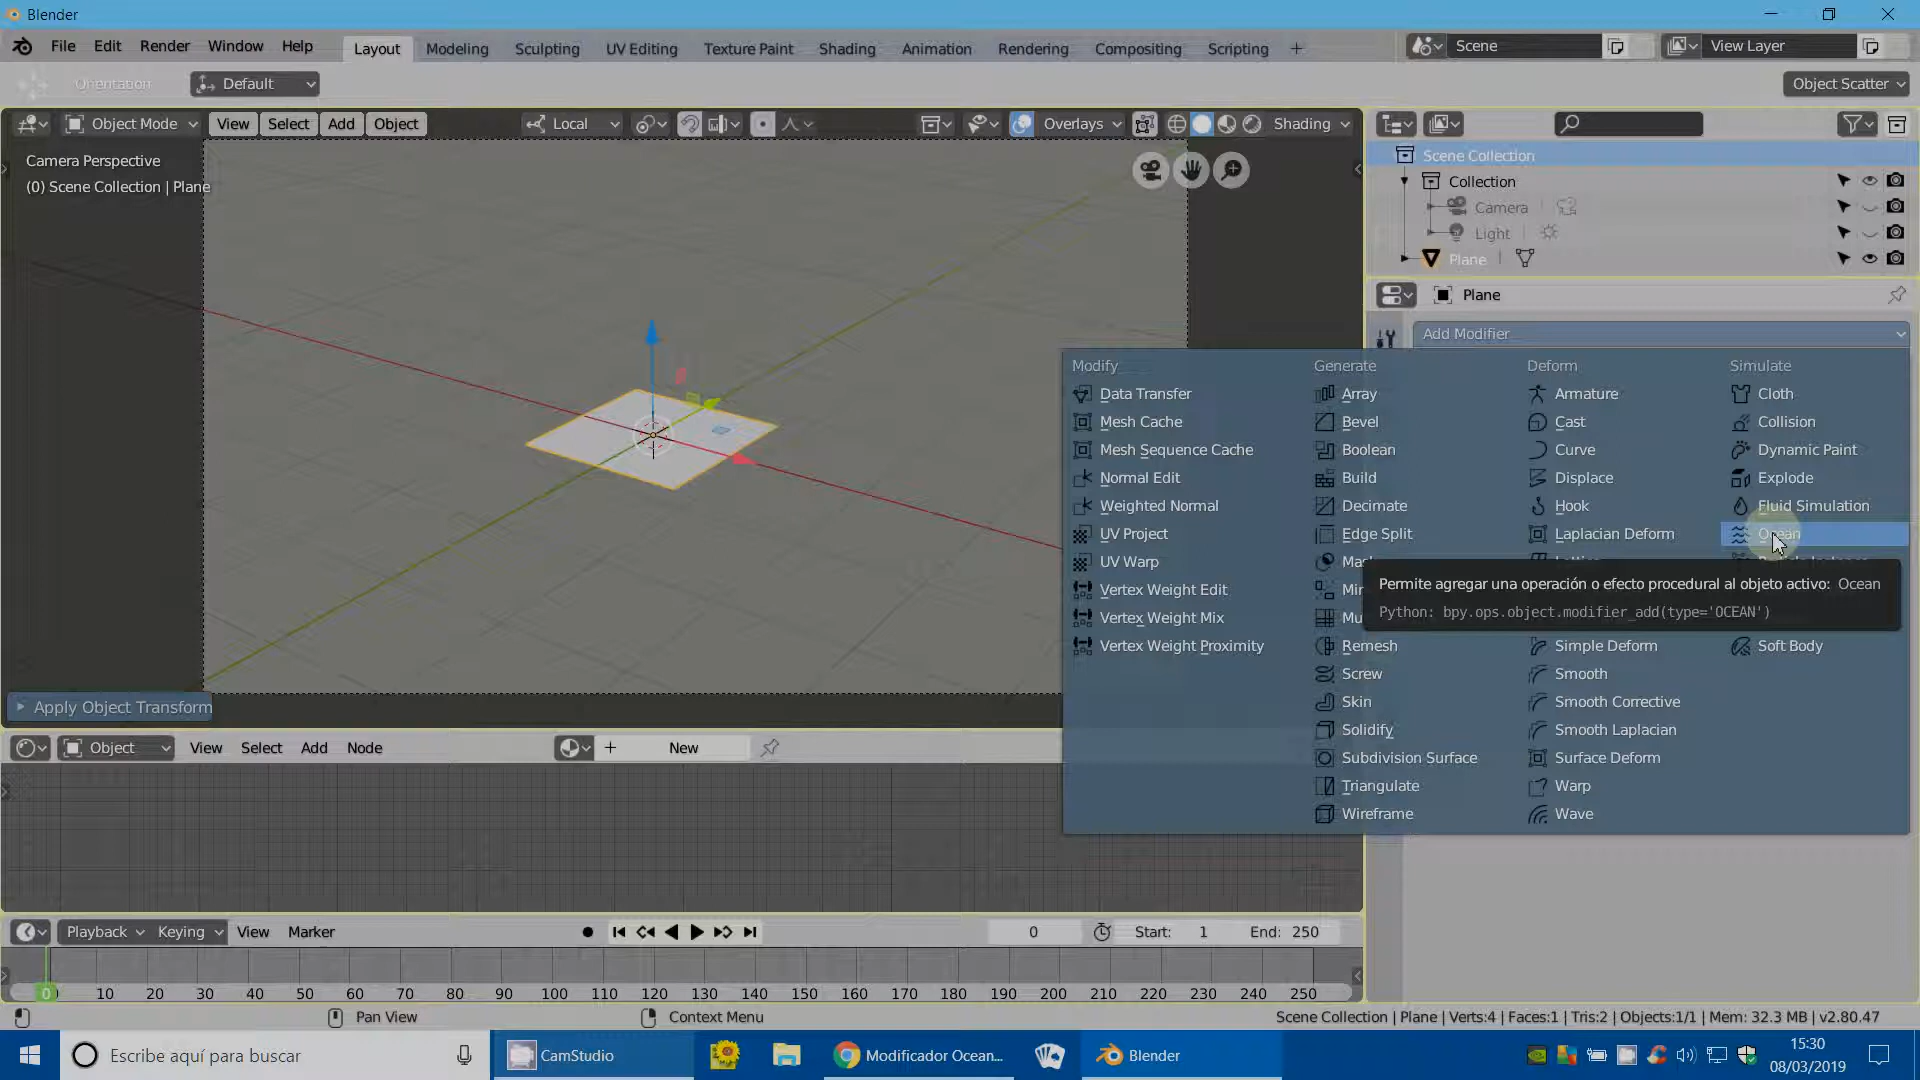 Blender
File Edit Render Window Help Layout Modeling Sculpting UV Editing Texture Paint Shading Animation Rendering Compositing Scripting + Scene View Layer
Orientation Default Object Scatter
Object Mode View Select Add Object Local Overlays Shading
Camera Perspective
(0) Scene Collection | Plane
Scene Collection
Collection
Camera
Light
Plane
Plane
Add Modifier
Modify Generate Deform Simulate
Data Transfer Array Armature Cloth
Mesh Cache Bevel Cast Collision
Mesh Sequence Cache Boolean Curve Dynamic Paint
Normal Edit Build Displace Explode
Weighted Normal Decimate Hook Fluid Simulation
UV Project Edge Split Laplacian Deform Ocean
UV Warp
Permite agregar una operación o efecto procedural al objeto activo: Ocean
Vertex Weight Edit
Python: bpy.ops.object.modifier_add(type='OCEAN')
Vertex Weight Mix
Vertex Weight Proximity Remesh Simple Deform Soft Body
Screw Smooth
Skin Smooth Corrective
Solidify Smooth Laplacian
Subdivision Surface Surface Deform
Triangulate Warp
Wireframe Wave
Apply Object Transform
Object View Select Add Node + New
Playback Keying View Marker 0 Start: 1 End: 250
0 10 20 30 40 50 60 70 80 90 100 110 120 130 140 150 160 170 180 190 200 210 220 230 240 250
Pan View Context Menu Scene Collection | Plane | Verts:4 | Faces:1 | Tris:2 | Objects:1/1 | Mem: 32.3 MB | v2.80.47
Escribe aquí para buscar CamStudio Modificador Ocean... Blender 15:30
08/03/2019